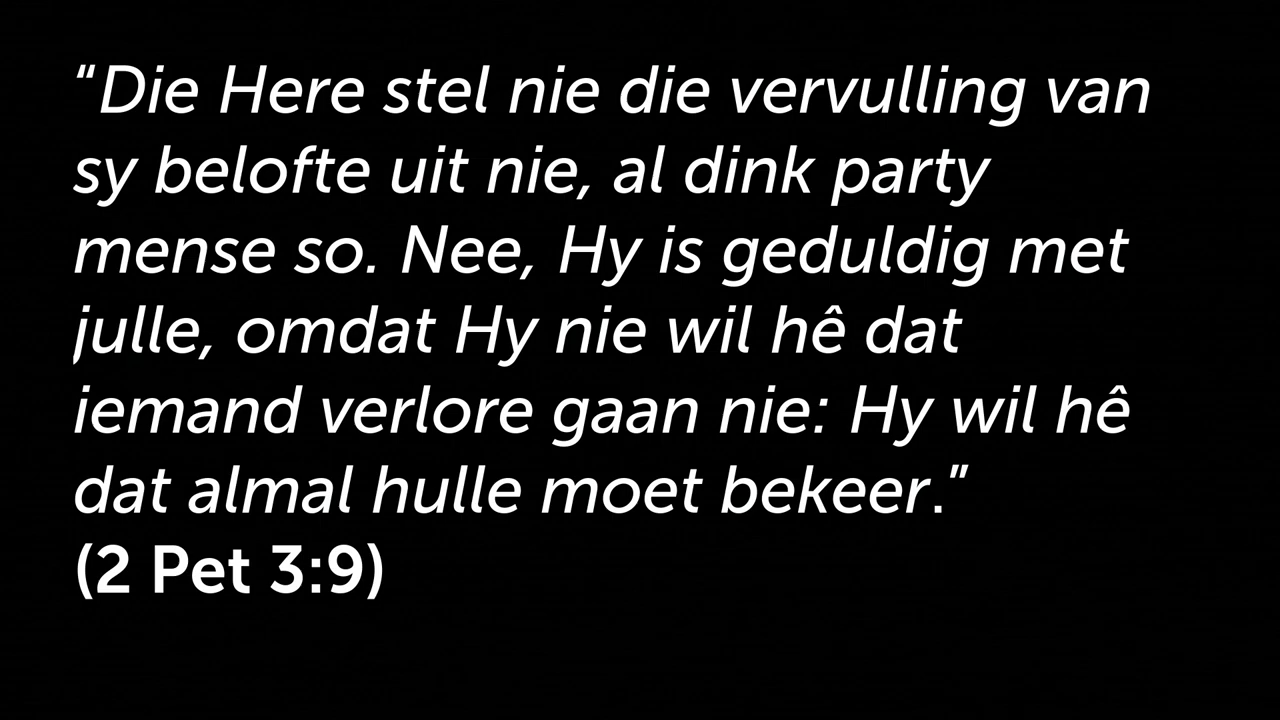 “Die Here stel nie die vervulling van
sy belofte uit nie, al dink party
mense so. Nee, Hy is geduldig met
julle, omdat Hy nie wil hê dat
iemand verlore gaan nie: Hy wil hê
dat almal hulle moet bekeer.”
(2 Pet 3:9)